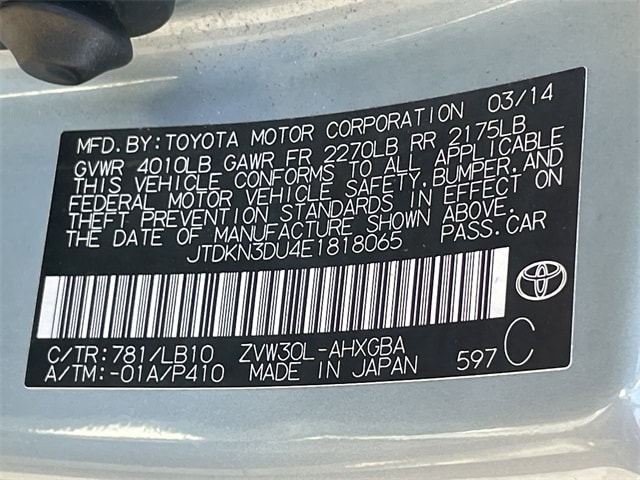 MFD.BY:TOYOTA MOTOR CORPORATION 03/14
GVWR 4010LB GAWR FR 2270LB RR 2175LB
THIS VEHICLE CONFORMS TO ALL APPLICABLE
FEDERAL MOTOR VEHICLE SAFETY,BUMPER,AND
THEFT PREVENTION STANDARDS IN EFFECT ON
THE DATE OF MANUFACTURE SHOWN ABOVE.
JTDKN3DU4E1818065 PASS.CAR
C/TR:781/LB10 ZVW30L-AHXGBA
A/TM:-01A/P410 MADE IN JAPAN 597 C